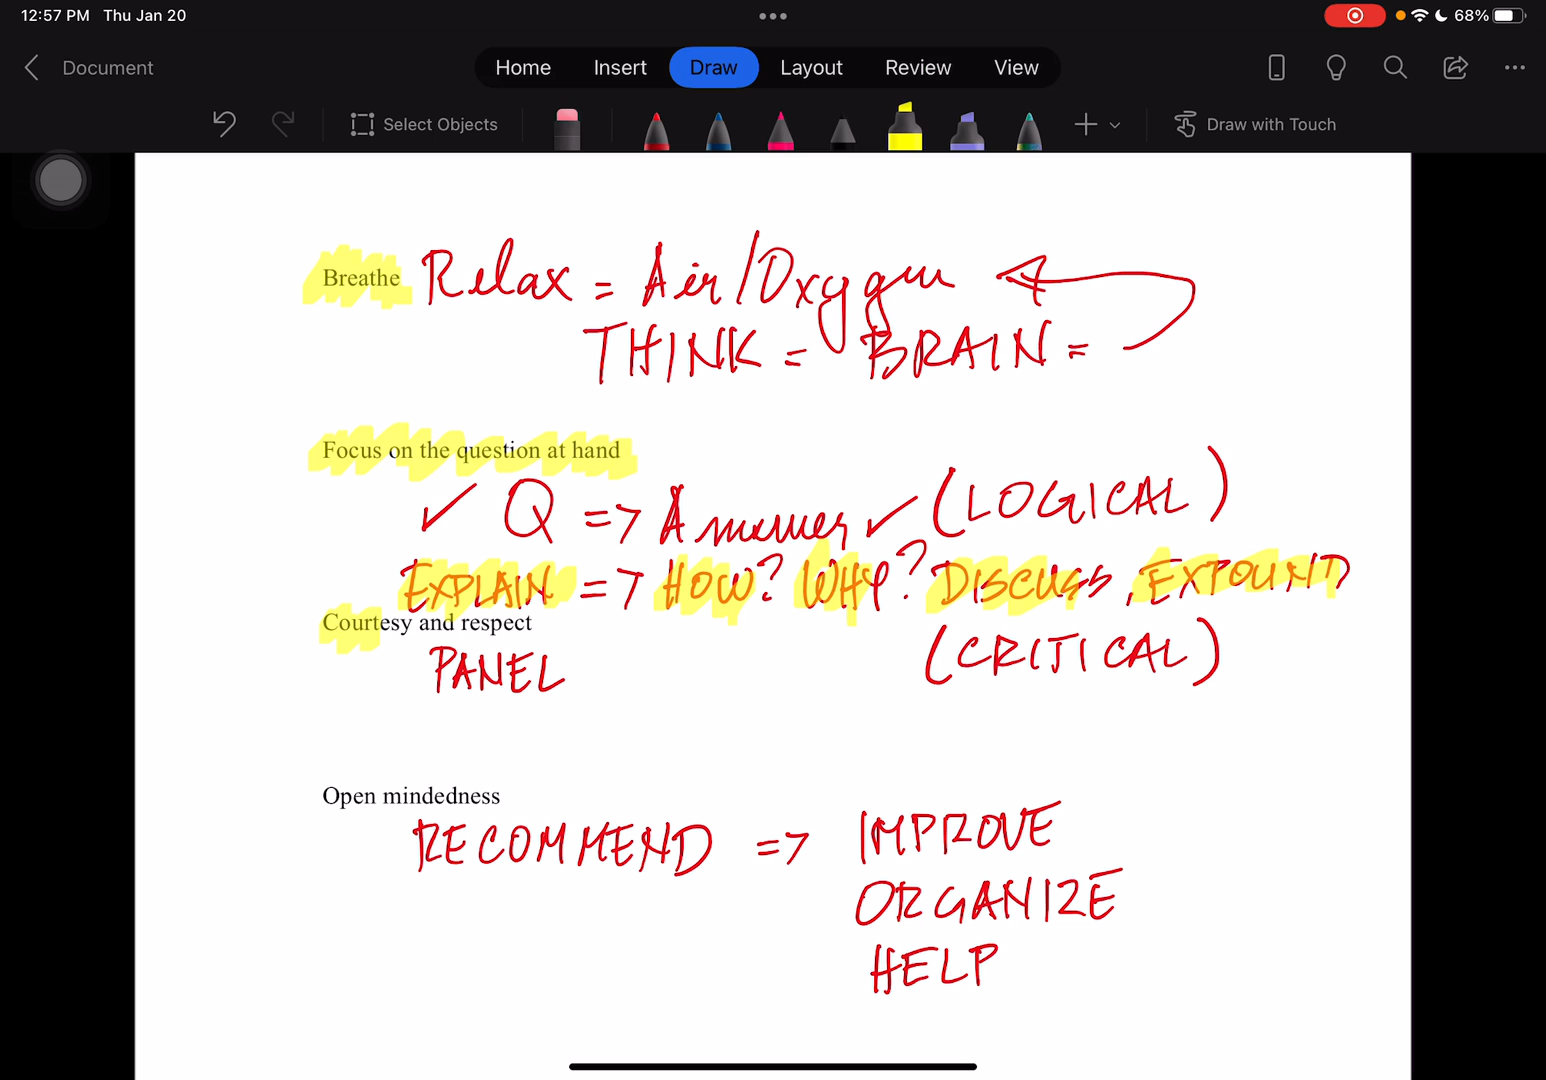 12:57 PM Thu Jan 20
68%
Document
Home Insert Draw Layout Review View
Select Objects
Draw with Touch
Breathe Relax = Air/Oxygen
THINK = BRAIN =
Focus on the question at hand
✓ Q => Answer ✓ (LOGICAL)
EXPLAIN => HOW? WHY? DISCUSS, EXPOUND
Courtesy and respect
(CRITICAL)
PANEL
Open mindedness
RECOMMEND => IMPROVE
ORGANIZE
HELP